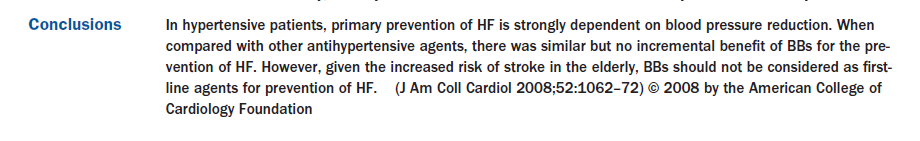 Conclusions
In hypertensive patients, primary prevention of HF is strongly dependent on blood pressure reduction. When
compared with other antihypertensive agents, there was similar but no incremental benefit of BBs for the pre-
vention of HF. However, given the increased risk of stroke in the elderly, BBs should not be considered as first-
line agents for prevention of HF. (J Am Coll Cardiol 2008;52:1062–72) © 2008 by the American College of
Cardiology Foundation